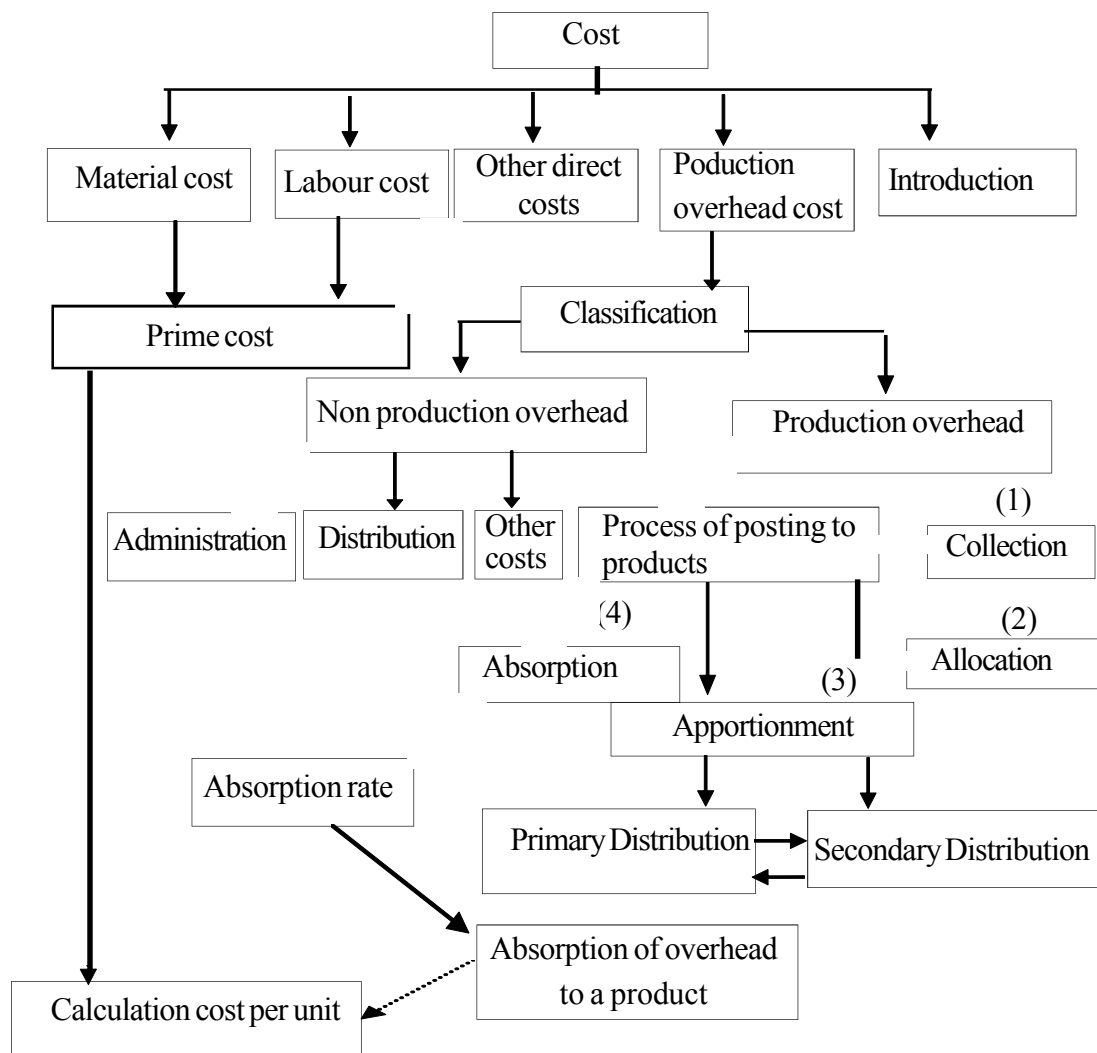 Cost
Material cost
Labour cost
Other direct
costs
Poduction
overhead cost
Introduction
Prime cost
Classification
Non production overhead
Production overhead
(1)
Administration
Distribution
Other
costs
Process of posting to
products
Collection
(4)
(2)
Absorption
(3)
Allocation
Apportionment
Absorption rate
Primary Distribution
Secondary Distribution
Absorption of overhead
to a product
Calculation cost per unit